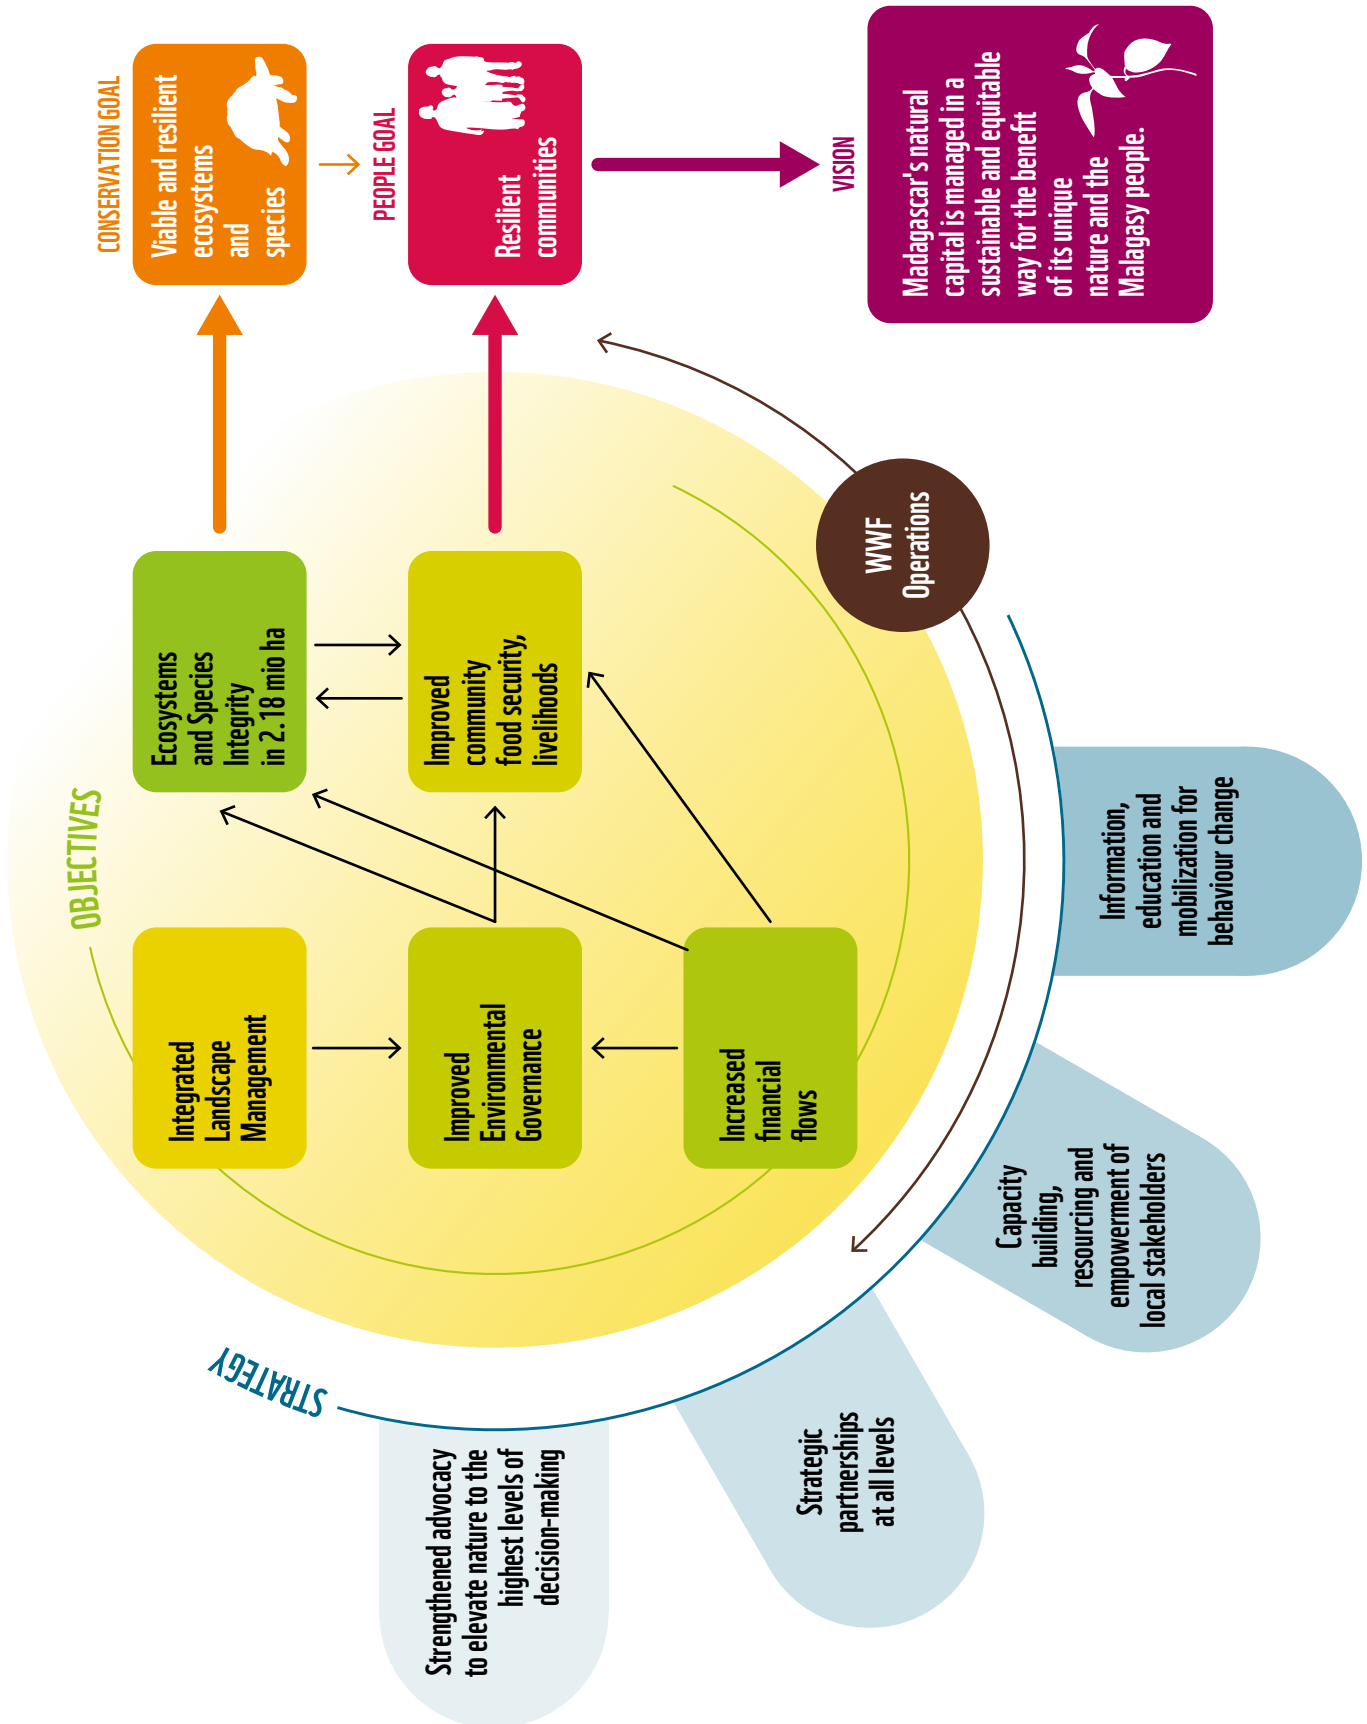 STRATEGY
Strengthened advocacy
to elevate nature to the
highest levels of
decision-making
Strategic
partnerships
at all levels
Capacity
building,
resourcing and
empowerment of
local stakeholders
Information,
education and
mobilization for
behaviour change
OBJECTIVES
Integrated
Landscape
Management
Improved
Environmental
Governance
Increased
financial
flows
Ecosystems
and Species
Integrity
in 2.18 mio ha
Improved
community
food security,
livelihoods
WWF
Operations
CONSERVATION GOAL
Viable and resilient
ecosystems
and
species
PEOPLE GOAL
Resilient
communities
VISION
Madagascar's natural
capital is managed in a
sustainable and equitable
way for the benefit
of its unique
nature and the
Malagasy people.